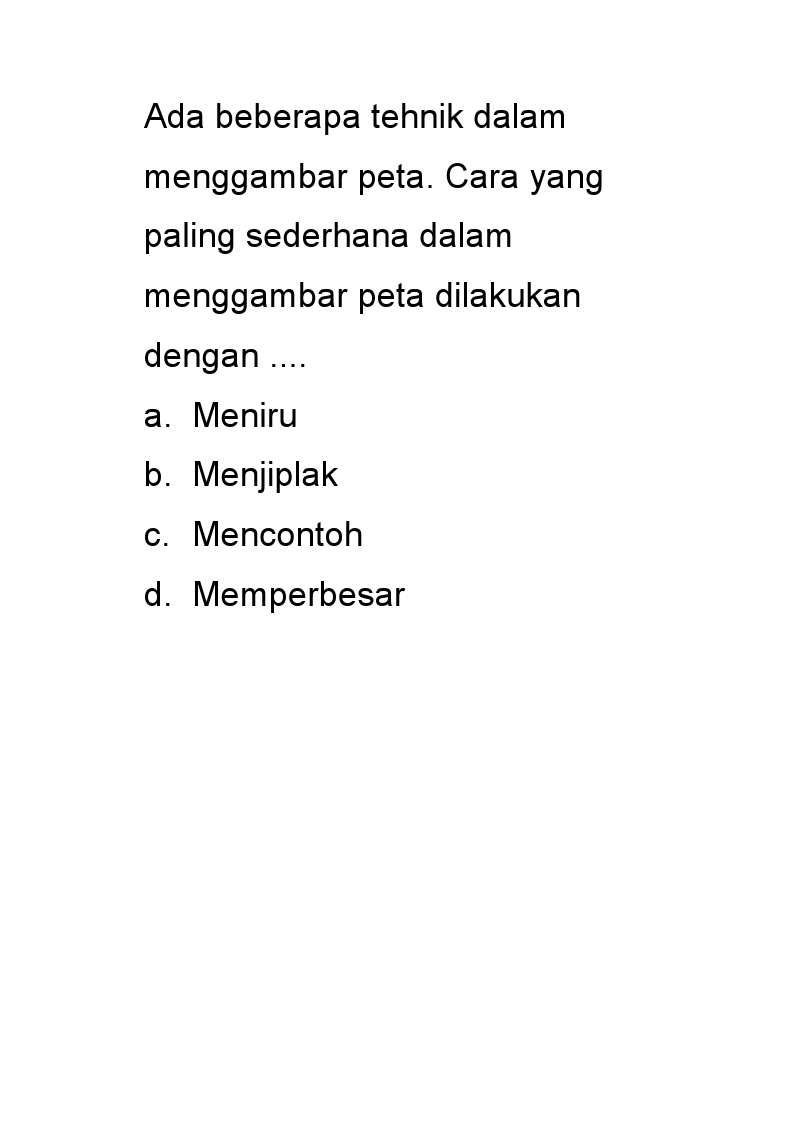 Ada beberapa tehnik dalam
menggambar peta. Cara yang
paling sederhana dalam
menggambar peta dilakukan
dengan ....
a. Meniru
b. Menjiplak
c. Mencontoh
d. Memperbesar